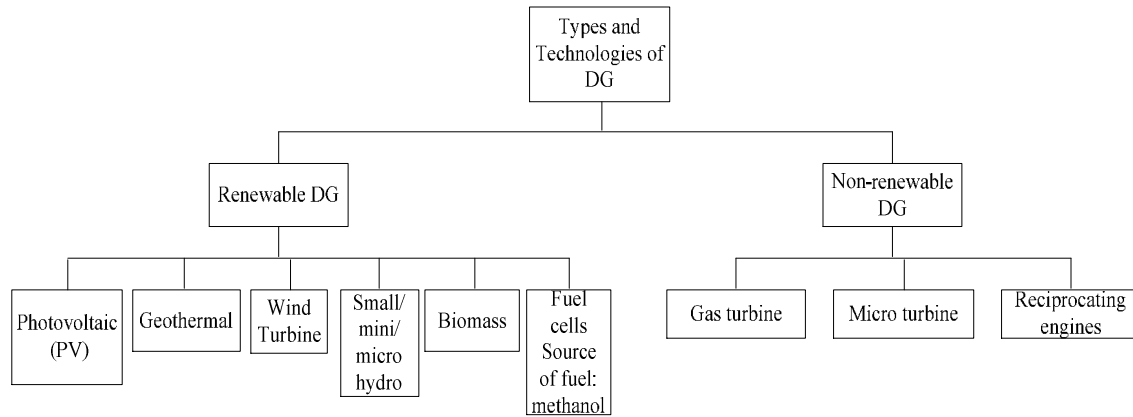 Types and
Technologies of
DG
Renewable DG
Non-renewable
DG
Photovoltaic
(PV)
Geothermal
Wind
Turbine
Small/
mini/
micro
hydro
Biomass
Fuel
cells
Source
of fuel:
methanol
Gas turbine
Micro turbine
Reciprocating
engines